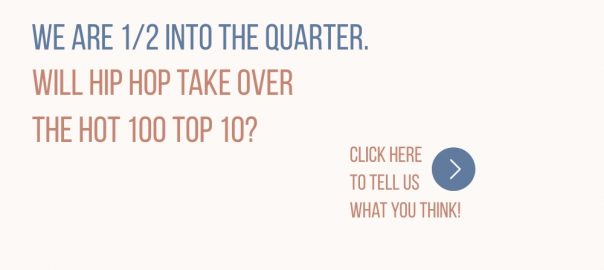 WE ARE 1/2 INTO THE QUARTER.
WILL HIP HOP TAKE OVER
THE HOT 100 TOP 10?
CLICK HERE
TO TELL US
WHAT YOU THINK!